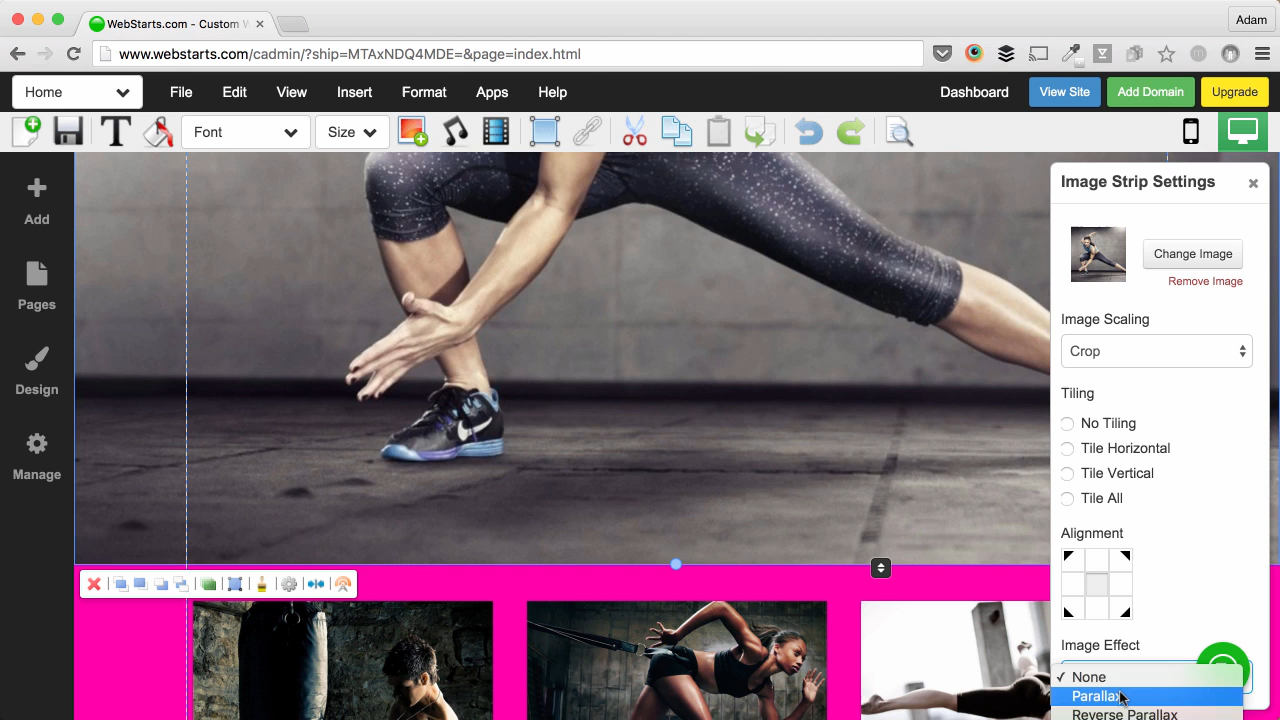 WebStarts.com - Custom W
Adam
www.webstarts.com/cadmin/?ship=MTAxNDQ4MDE=&page=index.html
Home
File Edit View Insert Format Apps Help
Dashboard View Site Add Domain Upgrade
T Font Size
Add
Pages
Design
Manage
Image Strip Settings
Change Image
Remove Image
Image Scaling
Crop
Tiling
No Tiling
Tile Horizontal
Tile Vertical
Tile All
Alignment
Image Effect
✓ None
Parallax
Reverse Parallax